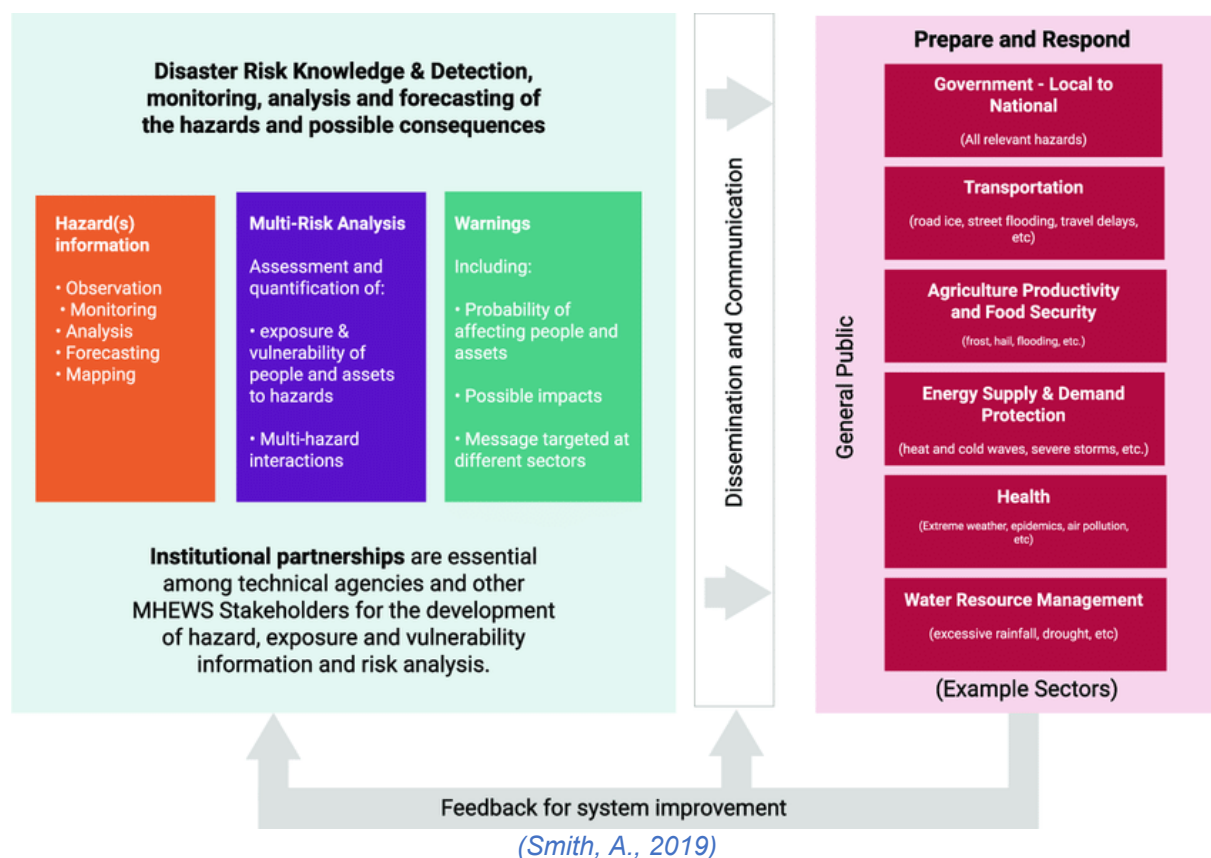 Disaster Risk Knowledge & Detection,
monitoring, analysis and forecasting of
the hazards and possible consequences
Hazard(s)
information
• Observation
• Monitoring
• Analysis
• Forecasting
• Mapping
Multi-Risk Analysis
Assessment and
quantification of:
• exposure &
vulnerability of
people and assets
to hazards
• Multi-hazard
interactions
Warnings
Including:
• Probability of
affecting people and
assets
• Possible impacts
• Message targeted at
different sectors
Institutional partnerships are essential
among technical agencies and other
MHEWS Stakeholders for the development
of hazard, exposure and vulnerability
information and risk analysis.
Dissemination and Communication
Prepare and Respond
General Public
Government - Local to
National
(All relevant hazards)
Transportation
(road ice, street flooding, travel delays,
etc)
Agriculture Productivity
and Food Security
(frost, hail, flooding, etc.)
Energy Supply & Demand
Protection
(heat and cold waves, severe storms, etc.)
Health
(Extreme weather, epidemics, air pollution,
etc)
Water Resource Management
(excessive rainfall, drought, etc)
(Example Sectors)
Feedback for system improvement
(Smith, A., 2019)